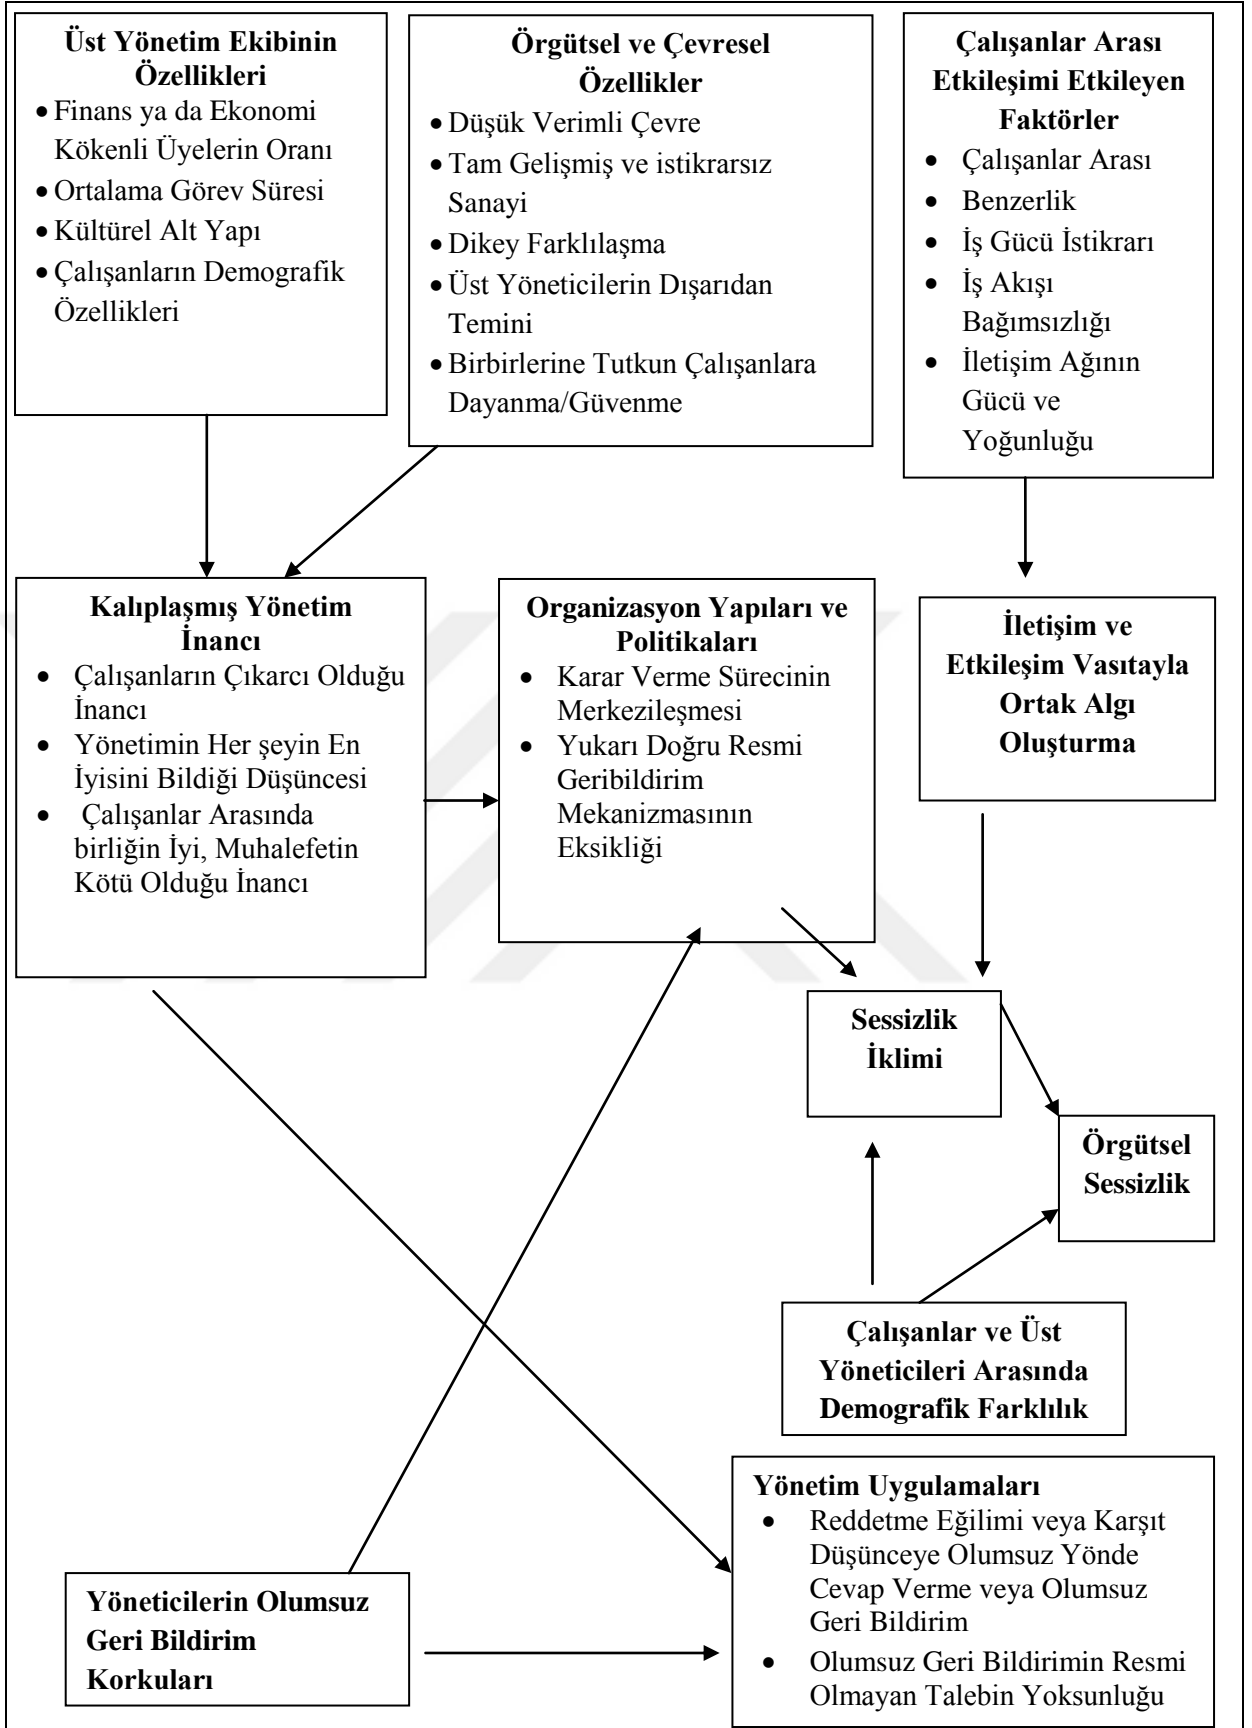 Üst Yönetim Ekibinin
Özellikleri
• Finans ya da Ekonomi
Kökenli Üyelerin Oranı
• Ortalama Görev Süresi
• Kültürel Alt Yapı
• Çalışanların Demografik
Özellikleri
Örgütsel ve Çevresel
Özellikler
• Düşük Verimli Çevre
• Tam Gelişmiş ve istikrarsız
Sanayi
• Dikey Farklılaşma
• Üst Yöneticilerin Dışarıdan
Temini
• Birbirlerine Tutkun Çalışanlara
Dayanma/Güvenme
Çalışanlar Arası
Etkileşimi Etkileyen
Faktörler
• Çalışanlar Arası
• Benzerlik
• İş Gücü İstikrarı
• İş Akışı
Bağımsızlığı
• İletişim Ağının
Gücü ve
Yoğunluğu
Kalıplaşmış Yönetim
İnancı
• Çalışanların Çıkarcı Olduğu
İnancı
• Yönetimin Her şeyin En
İyisini Bildiği Düşüncesi
• Çalışanlar Arasında
birliğin İyi, Muhalefetin
Kötü Olduğu İnancı
Organizasyon Yapıları ve
Politikaları
• Karar Verme Sürecinin
Merkezileşmesi
• Yukarı Doğru Resmi
Geribildirim
Mekanizmasının
Eksikliği
İletişim ve
Etkileşim Vasıtayla
Ortak Algı
Oluşturma
Sessizlik
İklimi
Örgütsel
Sessizlik
Çalışanlar ve Üst
Yöneticileri Arasında
Demografik Farklılık
Yönetim Uygulamaları
• Reddetme Eğilimi veya Karşıt
Düşünceye Olumsuz Yönde
Cevap Verme veya Olumsuz
Geri Bildirim
• Olumsuz Geri Bildirimin Resmi
Olmayan Talebin Yoksunluğu
Yöneticilerin Olumsuz
Geri Bildirim
Korkuları